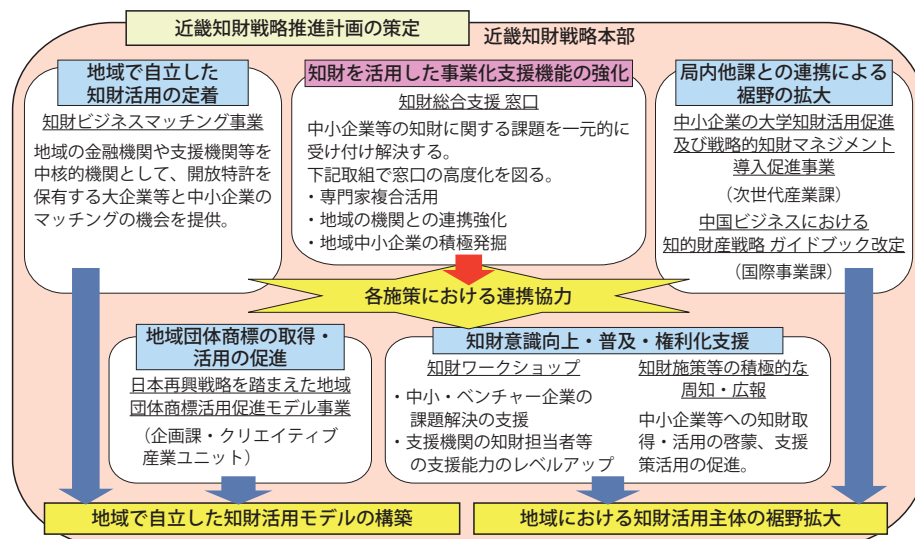 近畿知財戦略推進計画の策定
近畿知財戦略本部
地域で自立した
知財活用の定着
知財ビジネスマッチング事業
地域の金融機関や支援機関等を
中核的機関として、開放特許を
保有する大企業等と中小企業の
マッチングの機会を提供。
知財を活用した事業化支援機能の強化
知財総合支援 窓口
中小企業等の知財に関する課題を一元的に
受け付け解決する。
下記取組で窓口の高度化を図る。
・専門家複合活用
・地域の機関との連携強化
・地域中小企業の積極発掘
局内他課との連携による
裾野の拡大
中小企業の大学知財活用促進
及び戦略的知財マネジメント
導入促進事業
（次世代産業課）
中国ビジネスにおける
知的財産戦略 ガイドブック改定
（国際事業課）
各施策における連携協力
地域団体商標の取得・
活用の促進
日本再興戦略を踏まえた地域
団体商標活用促進モデル事業
（企画課・クリエイティブ
産業ユニット）
知財意識向上・普及・権利化支援
知財ワークショップ
・中小・ベンチャー企業の
課題解決の支援
・支援機関の知財担当者等
の支援能力のレベルアップ
知財施策等の積極的な
周知・広報
中小企業等への知財取
得・活用の啓蒙、支援
策活用の促進。
地域で自立した知財活用モデルの構築
地域における知財活用主体の裾野拡大